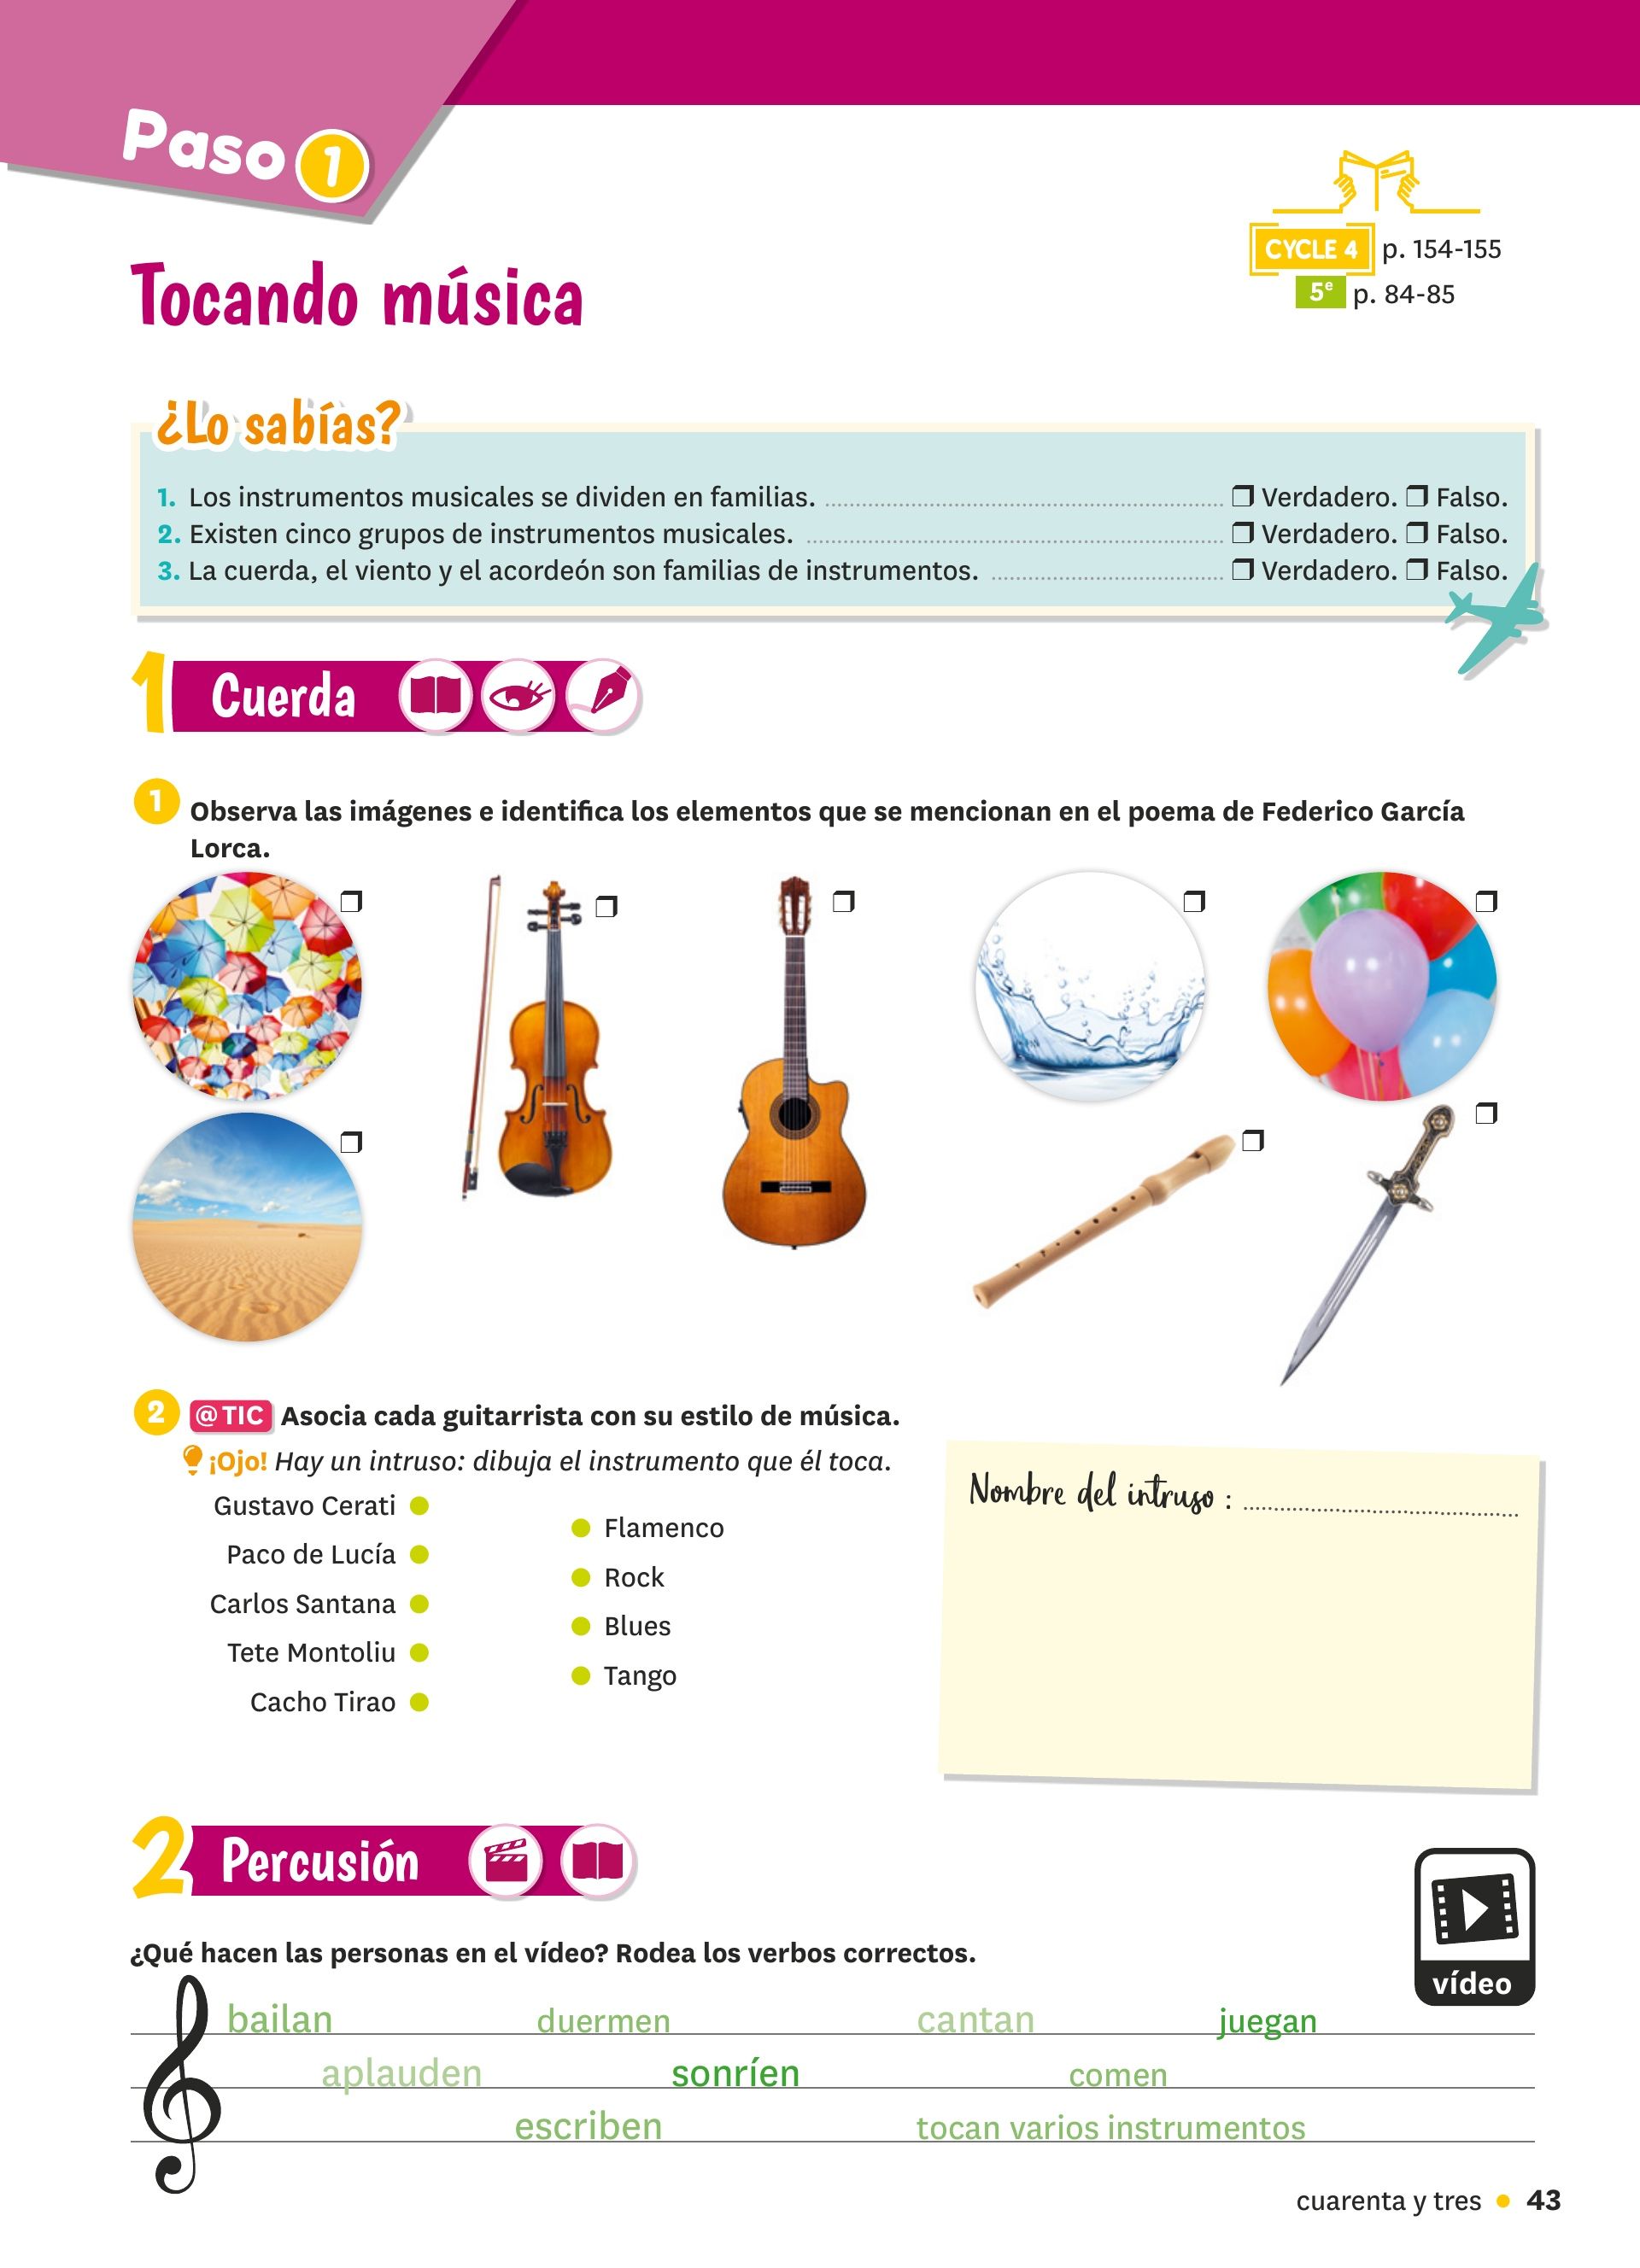 Paso 1
CYCLE 4 p. 154-155
5e p. 84-85
Tocando música
¿Lo sabías?
1. Los instrumentos musicales se dividen en familias. ❒ Verdadero. ❒ Falso.
2. Existen cinco grupos de instrumentos musicales. ❒ Verdadero. ❒ Falso.
3. La cuerda, el viento y el acordeón son familias de instrumentos. ❒ Verdadero. ❒ Falso.
1 Cuerda
1 Observa las imágenes e identifica los elementos que se mencionan en el poema de Federico García
Lorca.
2 @TIC Asocia cada guitarrista con su estilo de música.
¡Ojo! Hay un intruso: dibuja el instrumento que él toca.
Gustavo Cerati
Paco de Lucía
Carlos Santana
Tete Montoliu
Cacho Tirao
Flamenco
Rock
Blues
Tango
Nombre del intruso :
2 Percusión
vídeo
¿Qué hacen las personas en el vídeo? Rodea los verbos correctos.
bailan duermen cantan juegan
aplauden sonríen comen
escriben tocan varios instrumentos
cuarenta y tres • 43